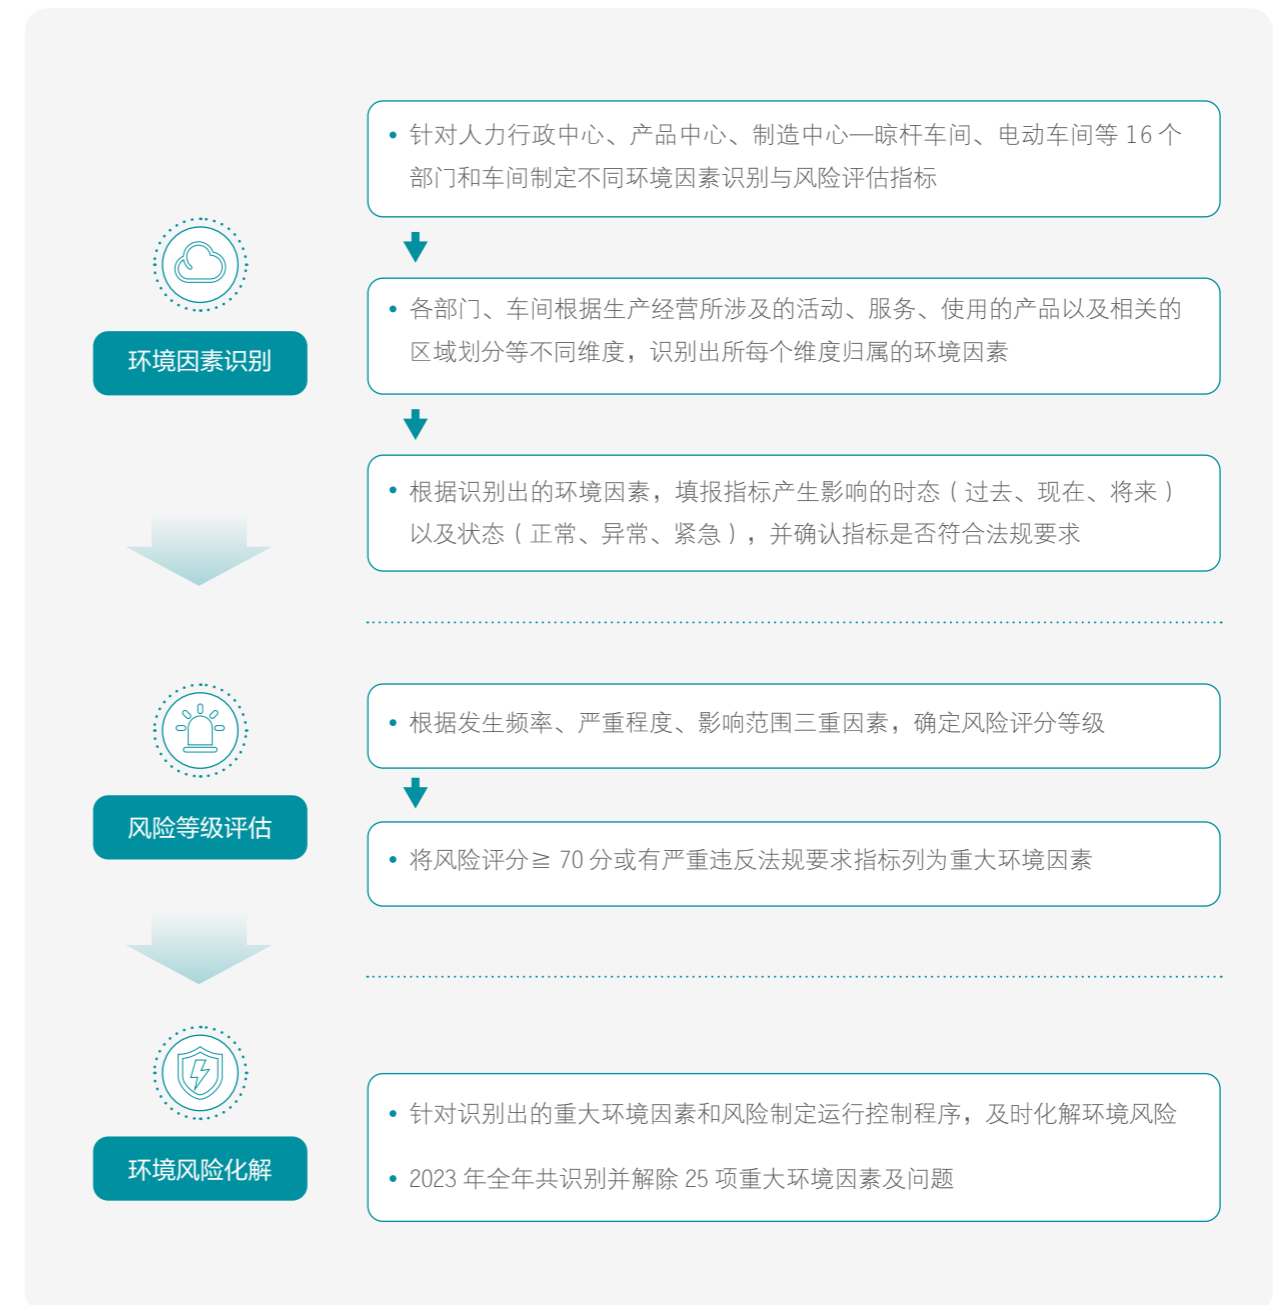 • 针对人力行政中心、产品中心、制造中心—晾杆车间、电动车间等 16 个
部门和车间制定不同环境因素识别与风险评估指标
环境因素识别
• 各部门、车间根据生产经营所涉及的活动、服务、使用的产品以及相关的
区域划分等不同维度，识别出所每个维度归属的环境因素
• 根据识别出的环境因素，填报指标产生影响的时态（过去、现在、将来）
以及状态（正常、异常、紧急），并确认指标是否符合法规要求
风险等级评估
• 根据发生频率、严重程度、影响范围三重因素，确定风险评分等级
• 将风险评分≧ 70 分或有严重违反法规要求指标列为重大环境因素
环境风险化解
• 针对识别出的重大环境因素和风险制定运行控制程序，及时化解环境风险
• 2023 年全年共识别并解除 25 项重大环境因素及问题